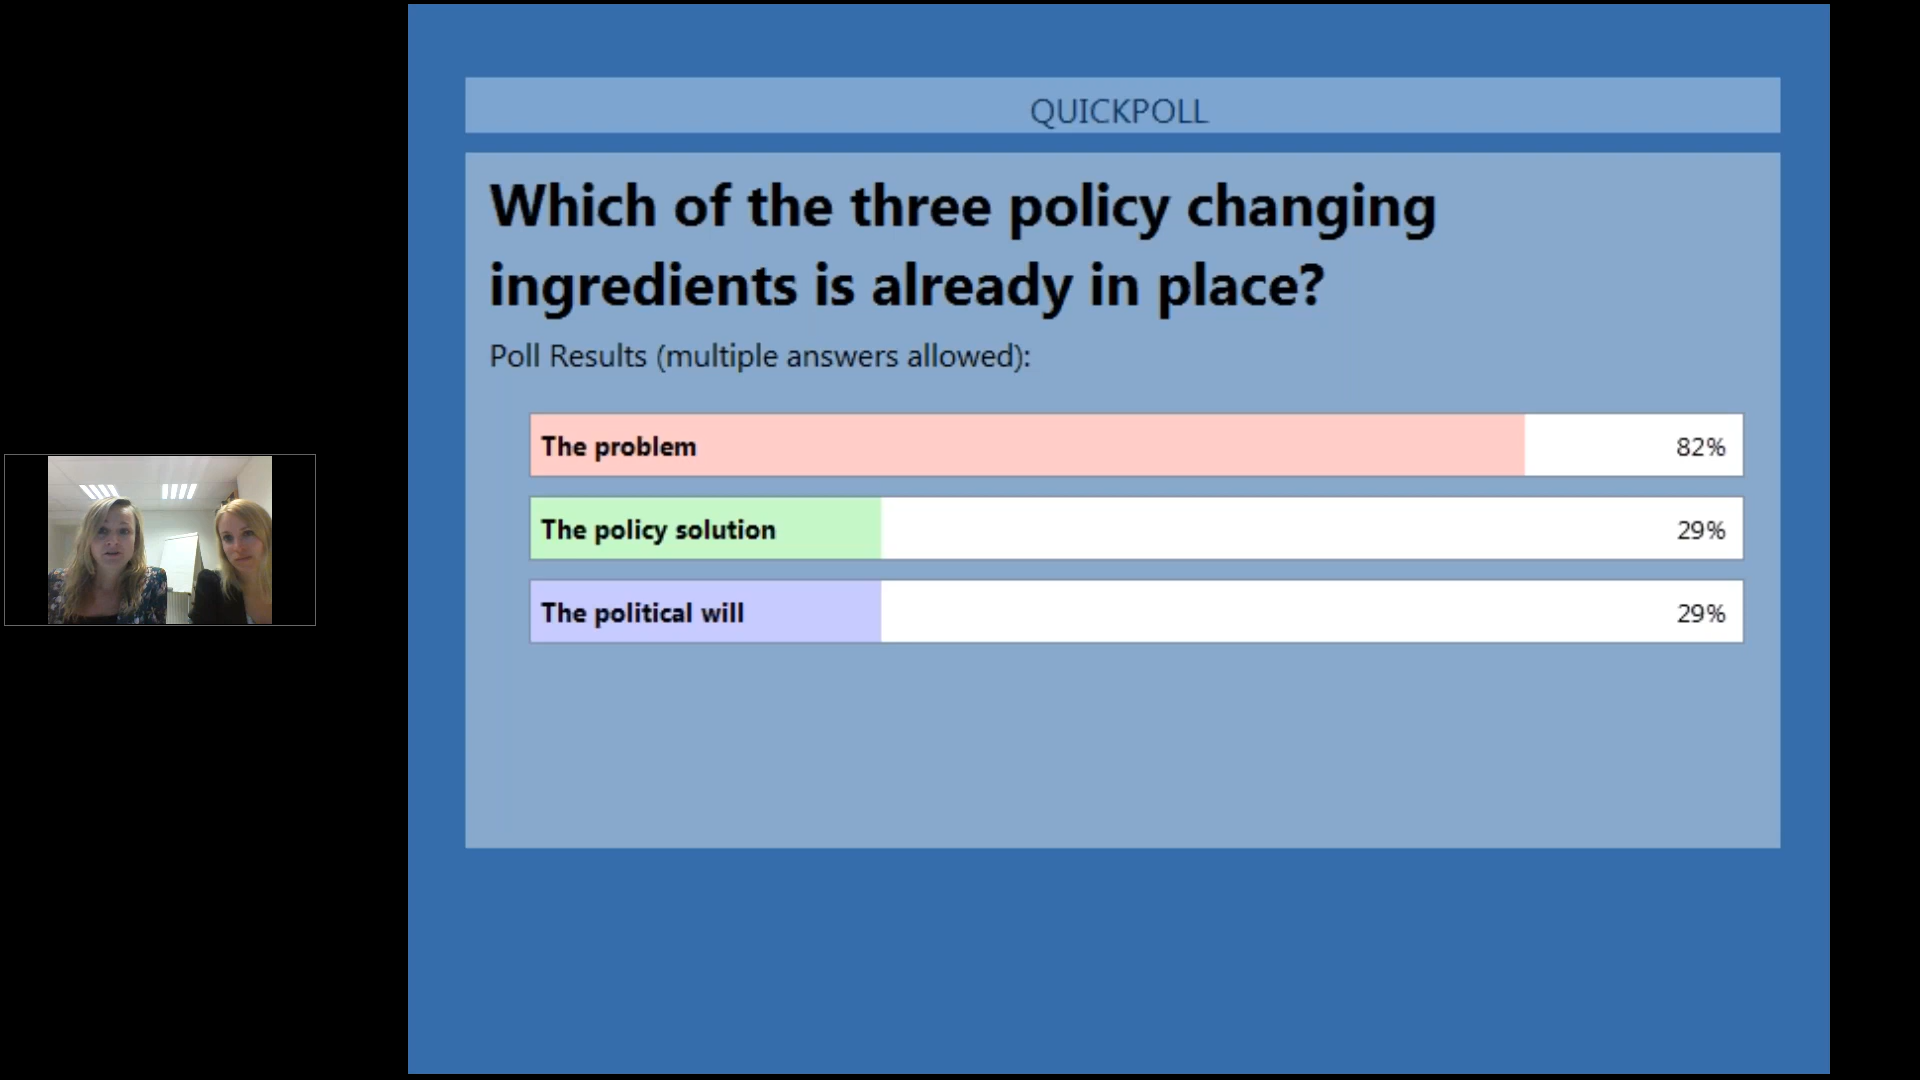 QUICKPOLL
Which of the three policy changing
ingredients is already in place?
Poll Results (multiple answers allowed):
The problem 82%
The policy solution 29%
The political will 29%